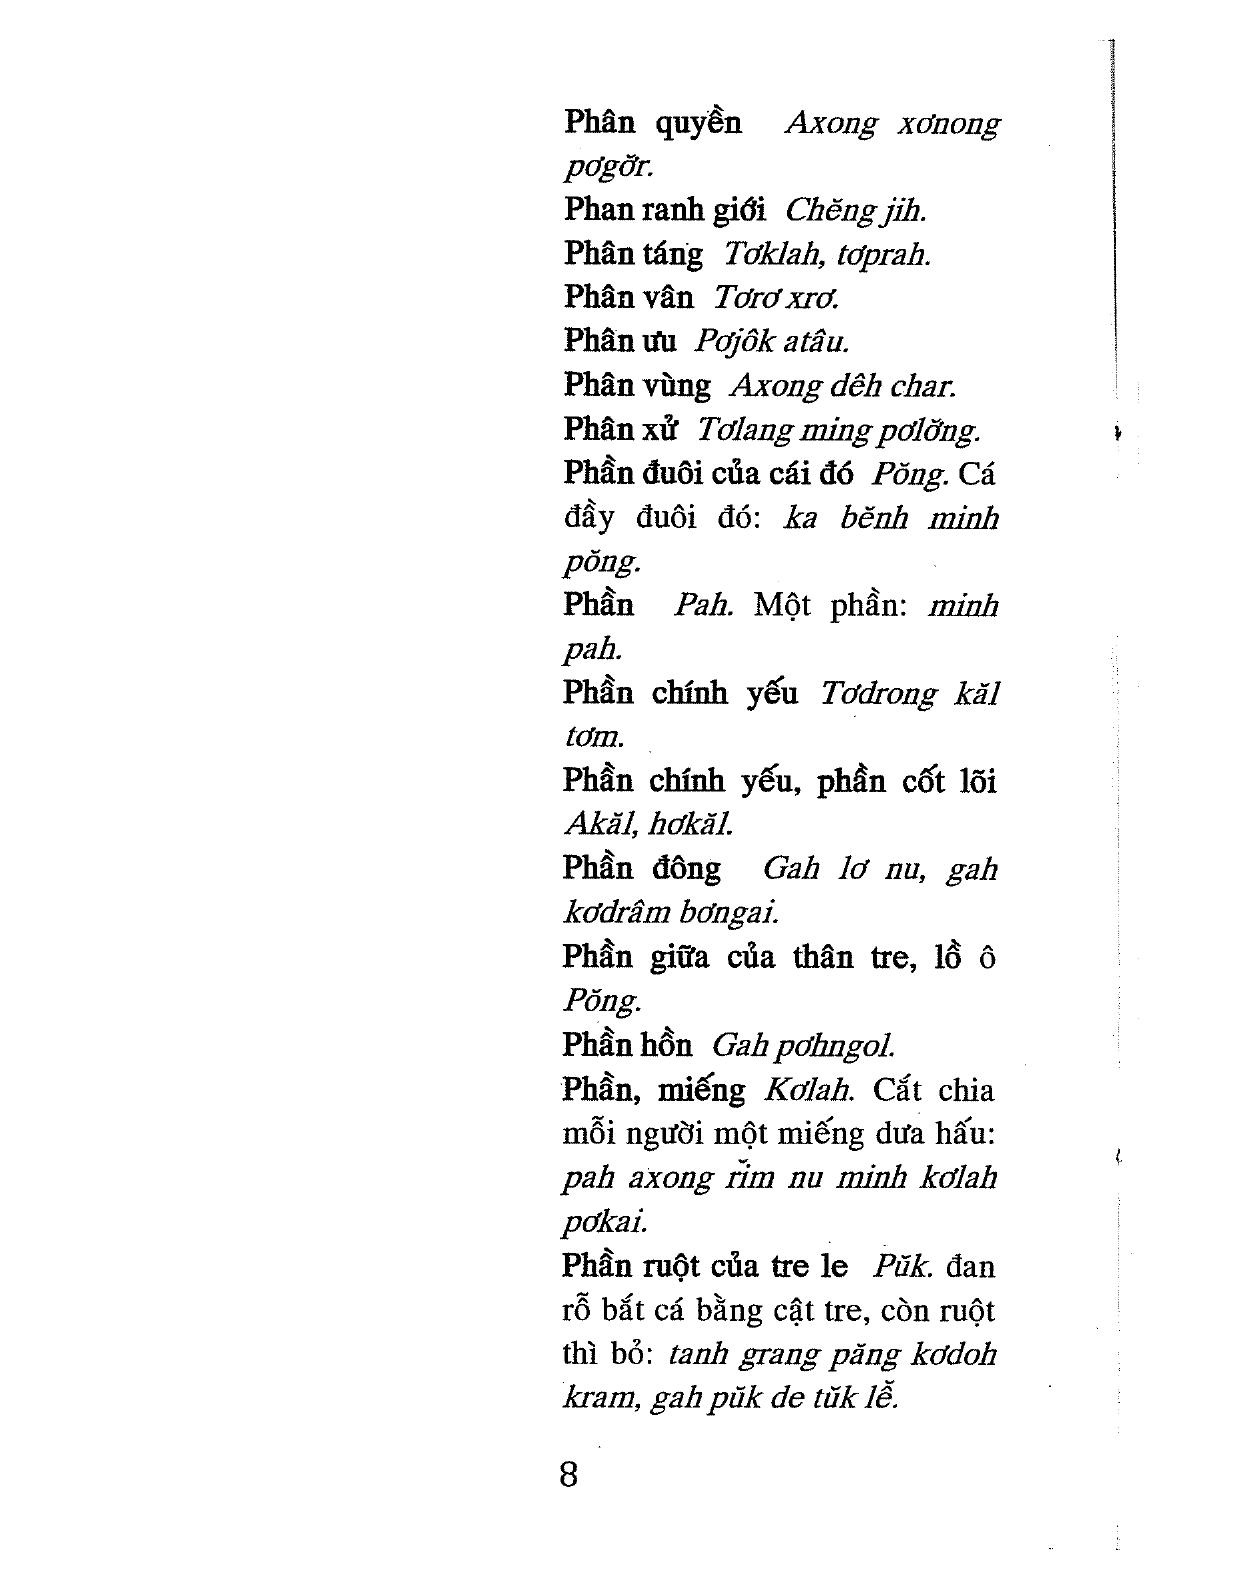 Phân quyền Axong xơnong
pơgơ̆r.
Phan ranh giới Chĕng jih.
Phân táng Tơklah, tơprah.
Phân vân Tơrơ xrơ.
Phân ưu Pơjôk atâu.
Phân vùng Axong dêh char.
Phân xử Tơlang ming pơlơ̆ng.
Phần đuôi của cái đó Pŏng. Cá
đầy đuôi đó: ka bĕnh minh
pŏng.
Phần Pah. Một phần: minh
pah.
Phần chính yếu Tơdrong kăl
tơm.
Phần chính yếu, phần cốt lõi
Akăl, hơkăl.
Phần đông Gah lơ nu, gah
kơdrâm bơngai.
Phần giữa của thân tre, lồ ô
Pŏng.
Phần hồn Gah pơhngol.
Phần, miếng Kơlah. Cắt chia
mỗi người một miếng dưa hấu:
pah axong rĭm nu minh kơlah
pơkai.
Phần ruột của tre le Pŭk. đan
rỗ bắt cá bằng cật tre, còn ruột
thì bỏ: tanh grang păng kơdoh
kram, gah pŭk de tŭk lê̆.
8